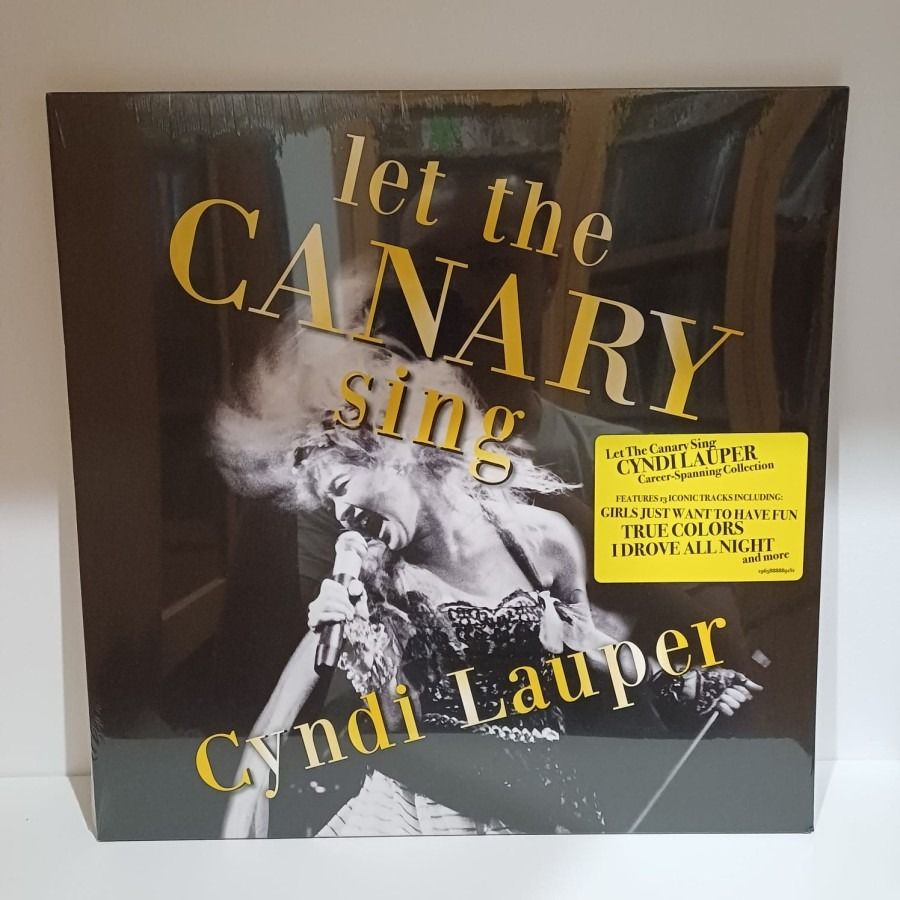 let the
CANARY
sing
Let The Canary Sing
CYNDI LAUPER
Career-Spanning Collection
FEATURES 13 ICONIC TRACKS INCLUDING:
GIRLS JUST WANT TO HAVE FUN
TRUE COLORS
I DROVE ALL NIGHT
and more
Cyndi Lauper